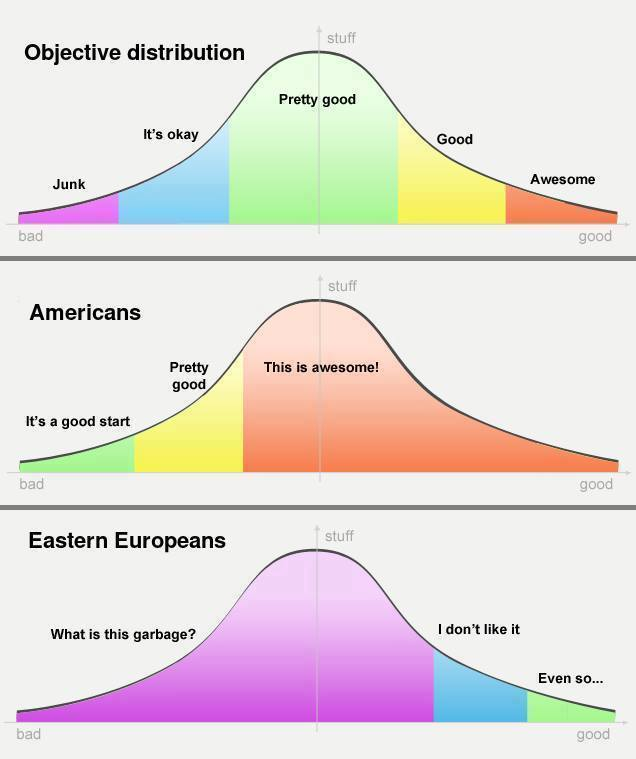 Objective distribution
stuff
Pretty good
It's okay
Good
Junk
Awesome
bad
good
Americans
stuff
Pretty
good
This is awesome!
It's a good start
bad
good
Eastern Europeans
stuff
What is this garbage?
I don't like it
Even so...
bad
good